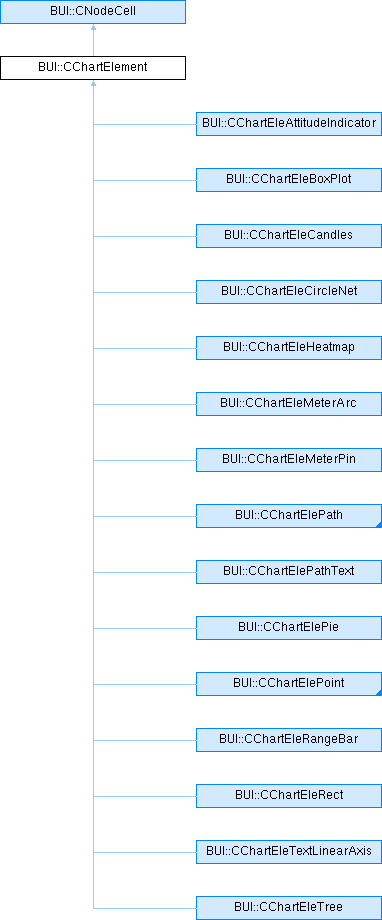 BUI::CNodeCell
BUI::CChartElement
BUI::CChartEleAttitudeIndicator
BUI::CChartEleBoxPlot
BUI::CChartEleCandles
BUI::CChartEleCircleNet
BUI::CChartEleHeatmap
BUI::CChartEleMeterArc
BUI::CChartEleMeterPin
BUI::CChartElePath
BUI::CChartElePathText
BUI::CChartElePie
BUI::CChartElePoint
BUI::CChartEleRangeBar
BUI::CChartEleRect
BUI::CChartEleTextLinearAxis
BUI::CChartEleTree